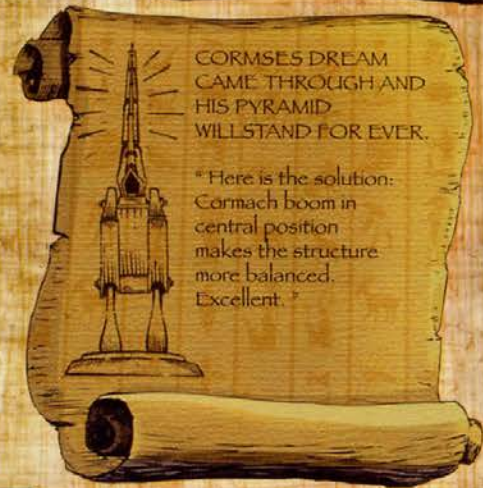 CORMSES DREAM
CAME THROUGH AND
HIS PYRAMID
WILLSTAND FOR EVER.
" Here is the solution:
Cormach boom in
central position
makes the structure
more balanced.
Excellent. "